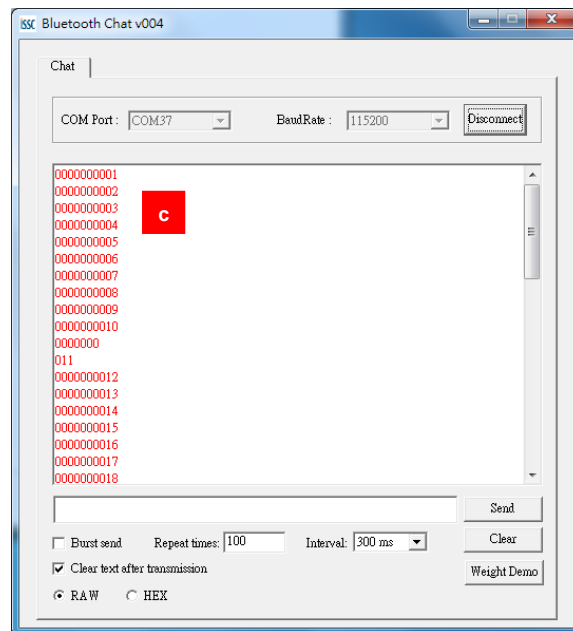 ISSC Bluetooth Chat v004
Chat
COM Port : COM37 BaudRate : 115200 Disconnect
0000000001
0000000002
0000000003
0000000004
0000000005
0000000006
0000000007
0000000008
0000000009
0000000010
0000000
011
0000000012
0000000013
0000000014
0000000015
0000000016
0000000017
0000000018
c
Send
Burst send Repeat times: 100 Interval: 300 ms Clear
Clear text after transmission Weight Demo
RAW HEX